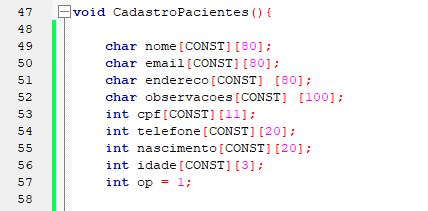 47 void CadastroPacientes(){
48
49 char nome[CONST][80];
50 char email[CONST][80];
51 char endereco[CONST] [80];
52 char observacoes[CONST] [100];
53 int cpf[CONST][11];
54 int telefone[CONST][20];
55 int nascimento[CONST][20];
56 int idade[CONST][3];
57 int op = 1;
58